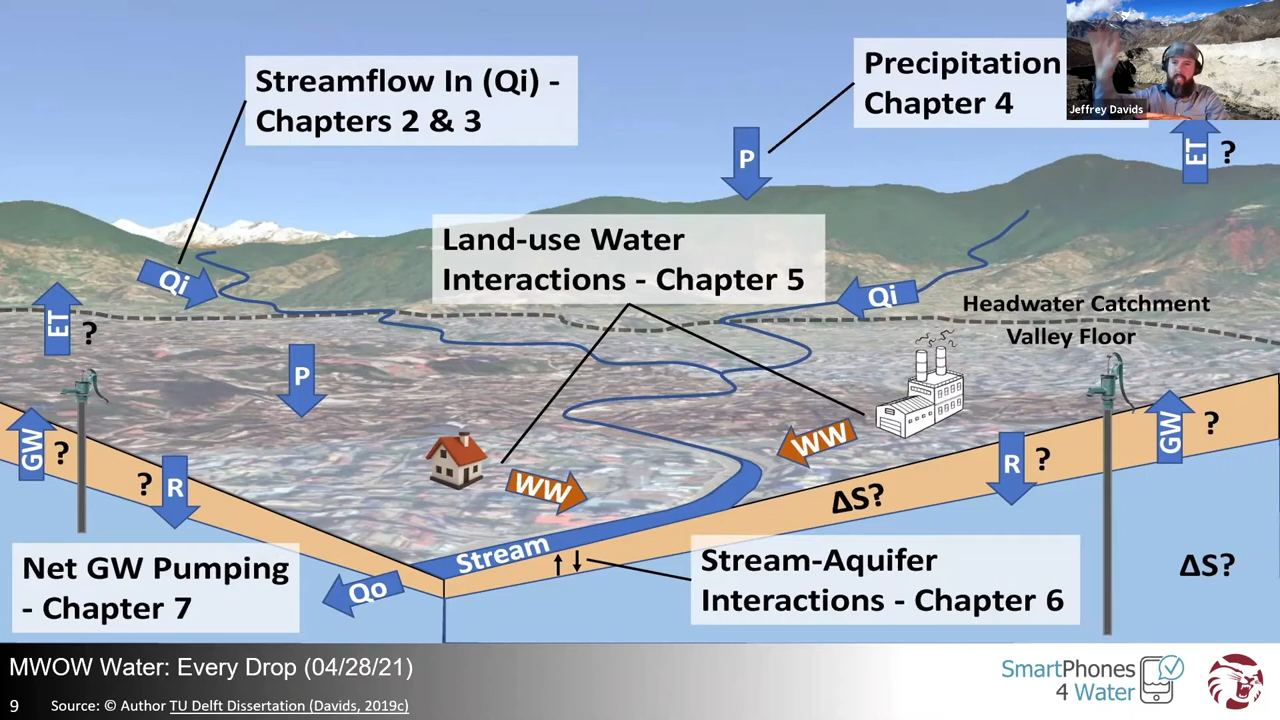 Streamflow In (Qi) -
Chapters 2 & 3
Precipitation
Chapter 4
Jeffrey Davids
P
ET
?
Land-use Water
Interactions - Chapter 5
Qi
Qi
Headwater Catchment
Valley Floor
ET
?
P
GW
?
?
R
WW
WW
R
?
GW
?
ΔS?
ΔS?
Stream
Net GW Pumping
- Chapter 7
Qo
Stream-Aquifer
Interactions - Chapter 6
MWOW Water: Every Drop (04/28/21)
SmartPhones
4 Water
9
Source: © Author TU Delft Dissertation (Davids, 2019c)